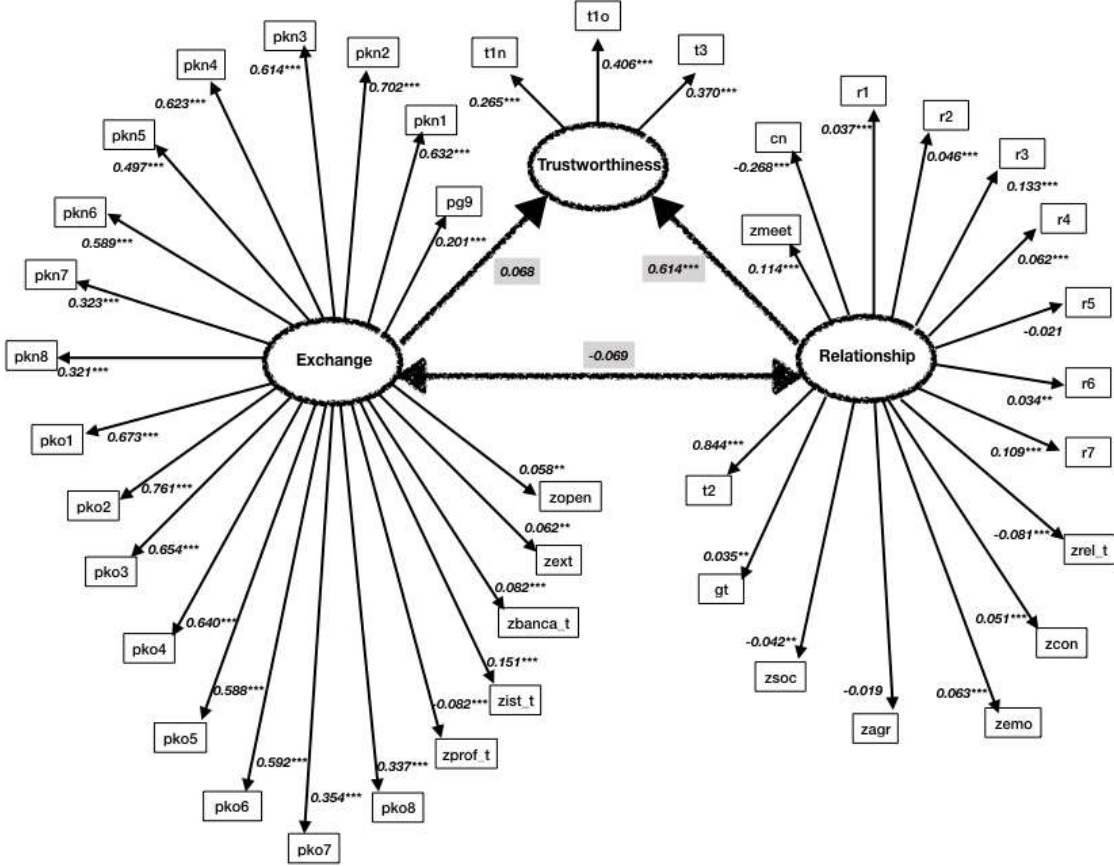 t1o
pkn3
t1n
t3
pkn2
0.406***
0.614***
pkn4
0.702***
0.265***
0.370***
r1
0.623***
r2
pkn1
cn
0.037***
pkn5
0.632***
Trustworthiness
-0.268***
0.046***
r3
0.497***
0.133***
pkn6
pg9
r4
zmeet
0.589***
0.201***
0.062***
pkn7
0.068
0.614***
0.114***
0.323***
r5
-0.021
pkn8
Exchange
-0.069
Relationship
0.321***
r6
0.034**
pko1
0.673***
0.844***
0.109***
r7
0.058**
t2
zopen
pko2
0.761***
0.062**
-0.081***
zrel_t
pko3
0.654***
zext
0.035**
gt
0.082***
zbanca_t
0.051***
zcon
pko4
0.640***
-0.042**
0.151***
zsoc
0.588***
zist_t
-0.019
0.063***
-0.082***
pko5
zagr
zemo
zprof_t
0.592***
0.337***
pko6
0.354***
pko8
pko7